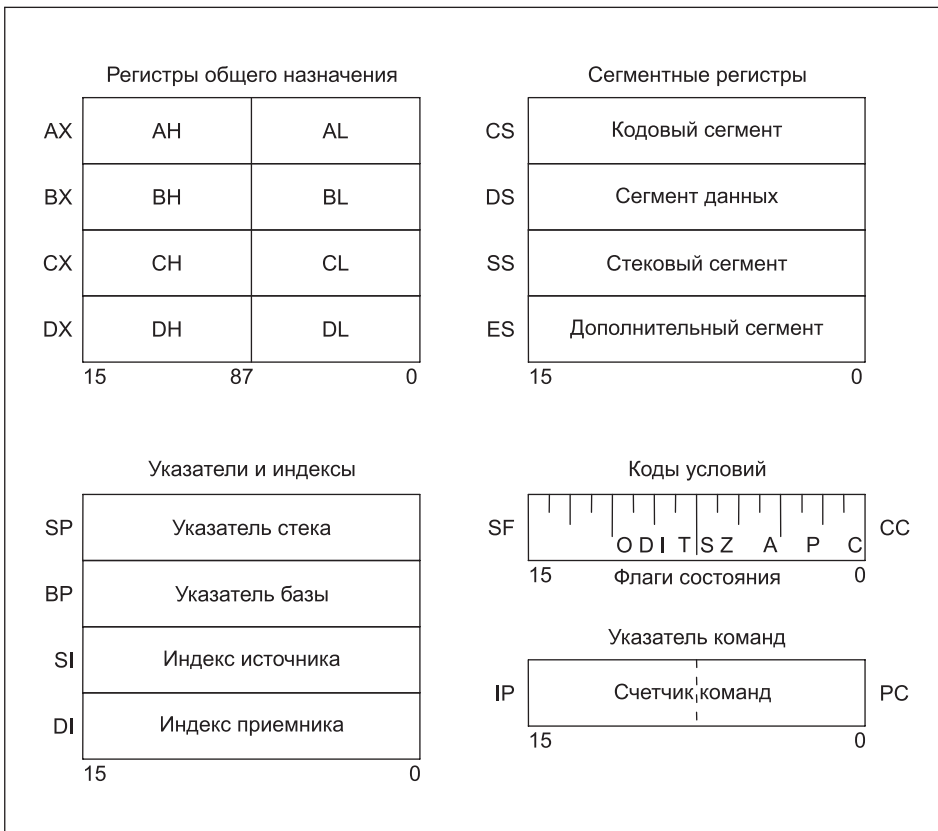 Регистры общего назначения
AX AH AL
BX BH BL
CX CH CL
DX DH DL
15 87 0
Сегментные регистры
CS Кодовый сегмент
DS Сегмент данных
SS Стековый сегмент
ES Дополнительный сегмент
15 0
Указатели и индексы
SP Указатель стека
BP Указатель базы
SI Индекс источника
DI Индекс приемника
15 0
Коды условий
SF O D I T S Z A P C CC
15 Флаги состояния 0
Указатель команд
IP Счетчик команд PC
15 0